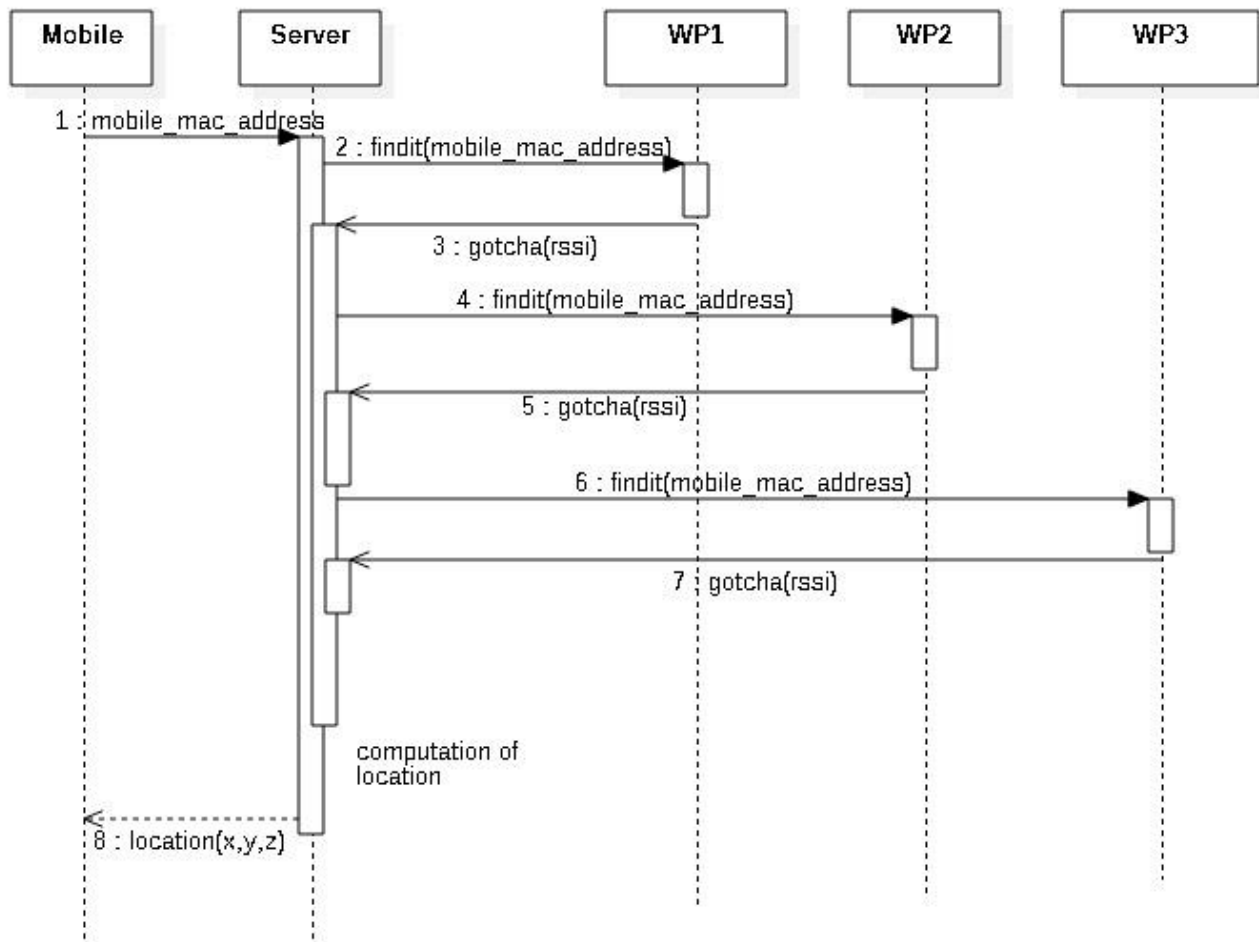 Mobile
Server
WP1
WP2
WP3
1 : mobile_mac_address
2 : findit(mobile_mac_address)
3 : gotcha(rssi)
4 : findit(mobile_mac_address)
5 : gotcha(rssi)
6 : findit(mobile_mac_address)
7 : gotcha(rssi)
computation of
location
8 : location(x,y,z)